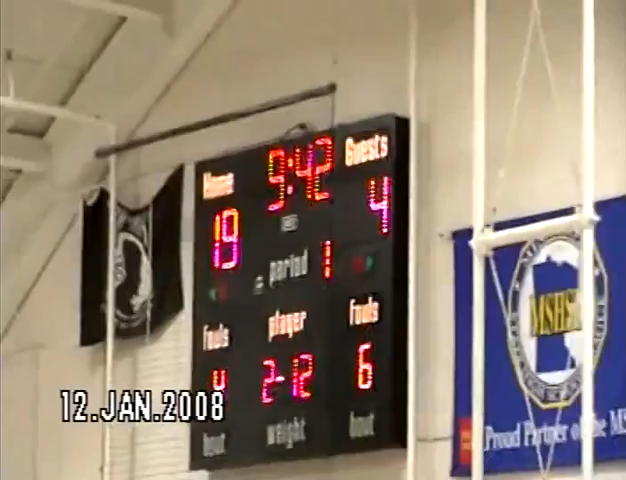 Home 9:42 Guests
19 4
period 1
fouls player fouls
4 2-12 6
bout weight bout
12.JAN.2008
MSHSL
Proud Partner of the MS